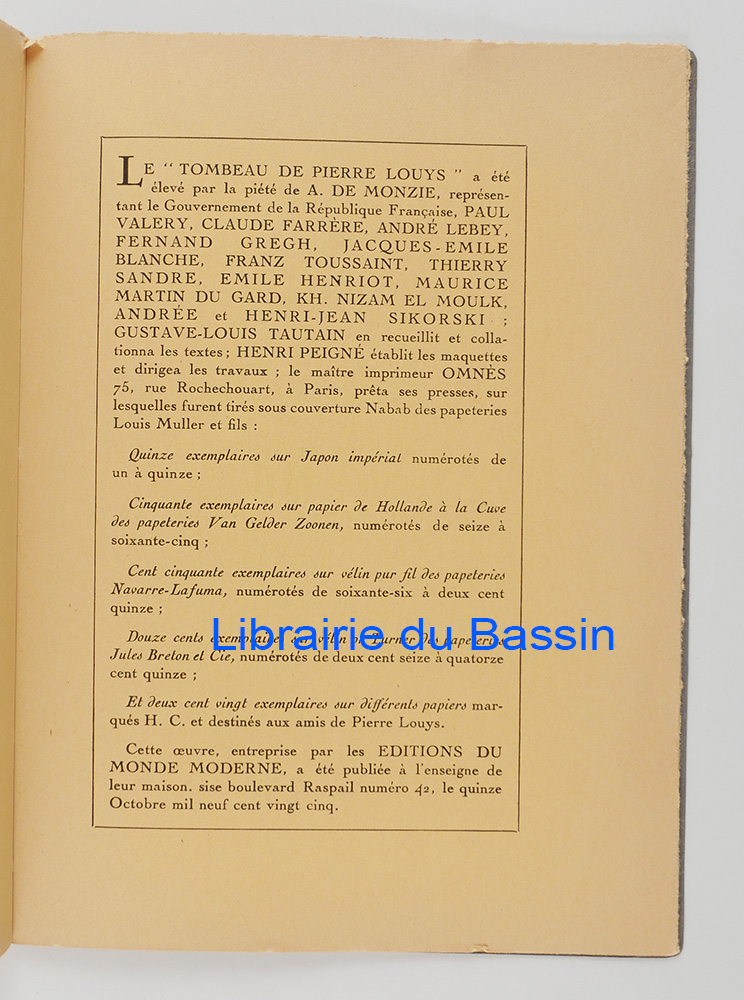 LE " TOMBEAU DE PIERRE LOUYS " a été
élevé par la piété de A. DE MONZIE, représen-
tant le Gouvernement de la République Française, PAUL
VALERY, CLAUDE FARRÈRE, ANDRÉ LEBEY,
FERNAND GREGH, JACQUES-EMILE
BLANCHE, FRANZ TOUSSAINT, THIERRY
SANDRE, EMILE HENRIOT, MAURICE
MARTIN DU GARD, KH. NIZAM EL MOULK,
ANDRÉE et HENRI-JEAN SIKORSKI ;
GUSTAVE-LOUIS TAUTAIN en recueillit et colla-
tionna les textes ; HENRI PEIGNÉ établit les maquettes
et dirigea les travaux ; le maître imprimeur OMNÈS
75, rue Rochechouart, à Paris, prêta ses presses, sur
lesquelles furent tirés sous couverture Nabab des papeteries
Louis Muller et fils :
Quinze exemplaires sur Japon impérial numérotés de
un à quinze ;
Cinquante exemplaires sur papier de Hollande à la Cuve
des papeteries Van Gelder Zoonen, numérotés de seize à
soixante-cinq ;
Cent cinquante exemplaires sur vélin pur fil des papeteries
Navarre-Lafuma, numérotés de soixante-six à deux cent
quinze ;
Douze cents exemplaires sur vélin des papeteries
Librairie du Bassin
Jules Breton et Cie, numérotés de deux cent seize à quatorze
cent quinze ;
Et deux cent vingt exemplaires sur différents papiers mar-
qués H. C. et destinés aux amis de Pierre Louys.
Cette œuvre, entreprise par les EDITIONS DU
MONDE MODERNE, a été publiée à l'enseigne de
leur maison. sise boulevard Raspail numéro 42, le quinze
Octobre mil neuf cent vingt cinq.